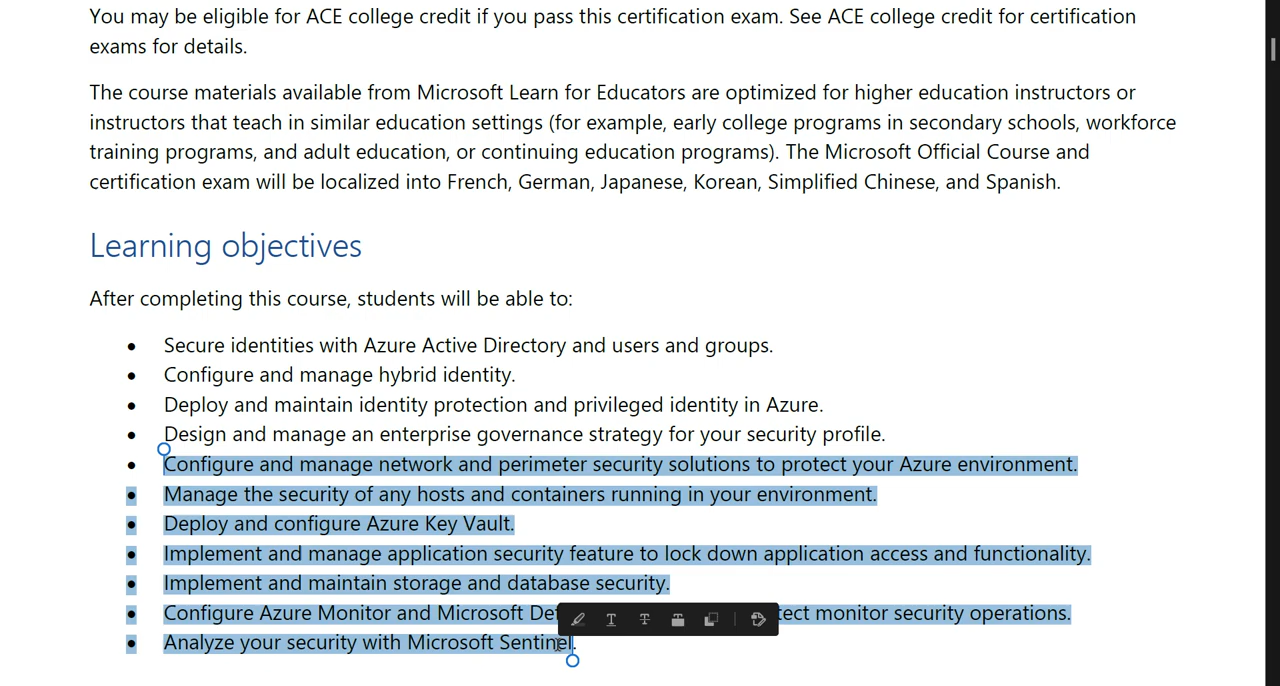 You may be eligible for ACE college credit if you pass this certification exam. See ACE college credit for certification
exams for details.
The course materials available from Microsoft Learn for Educators are optimized for higher education instructors or
instructors that teach in similar education settings (for example, early college programs in secondary schools, workforce
training programs, and adult education, or continuing education programs). The Microsoft Official Course and
certification exam will be localized into French, German, Japanese, Korean, Simplified Chinese, and Spanish.
Learning objectives
After completing this course, students will be able to:
• Secure identities with Azure Active Directory and users and groups.
• Configure and manage hybrid identity.
• Deploy and maintain identity protection and privileged identity in Azure.
• Design and manage an enterprise governance strategy for your security profile.
• Configure and manage network and perimeter security solutions to protect your Azure environment.
• Manage the security of any hosts and containers running in your environment.
• Deploy and configure Azure Key Vault.
• Implement and manage application security feature to lock down application access and functionality.
• Implement and maintain storage and database security.
• Configure Azure Monitor and Microsoft monitor security operations.
• Analyze your security with Microsoft Sentinel.